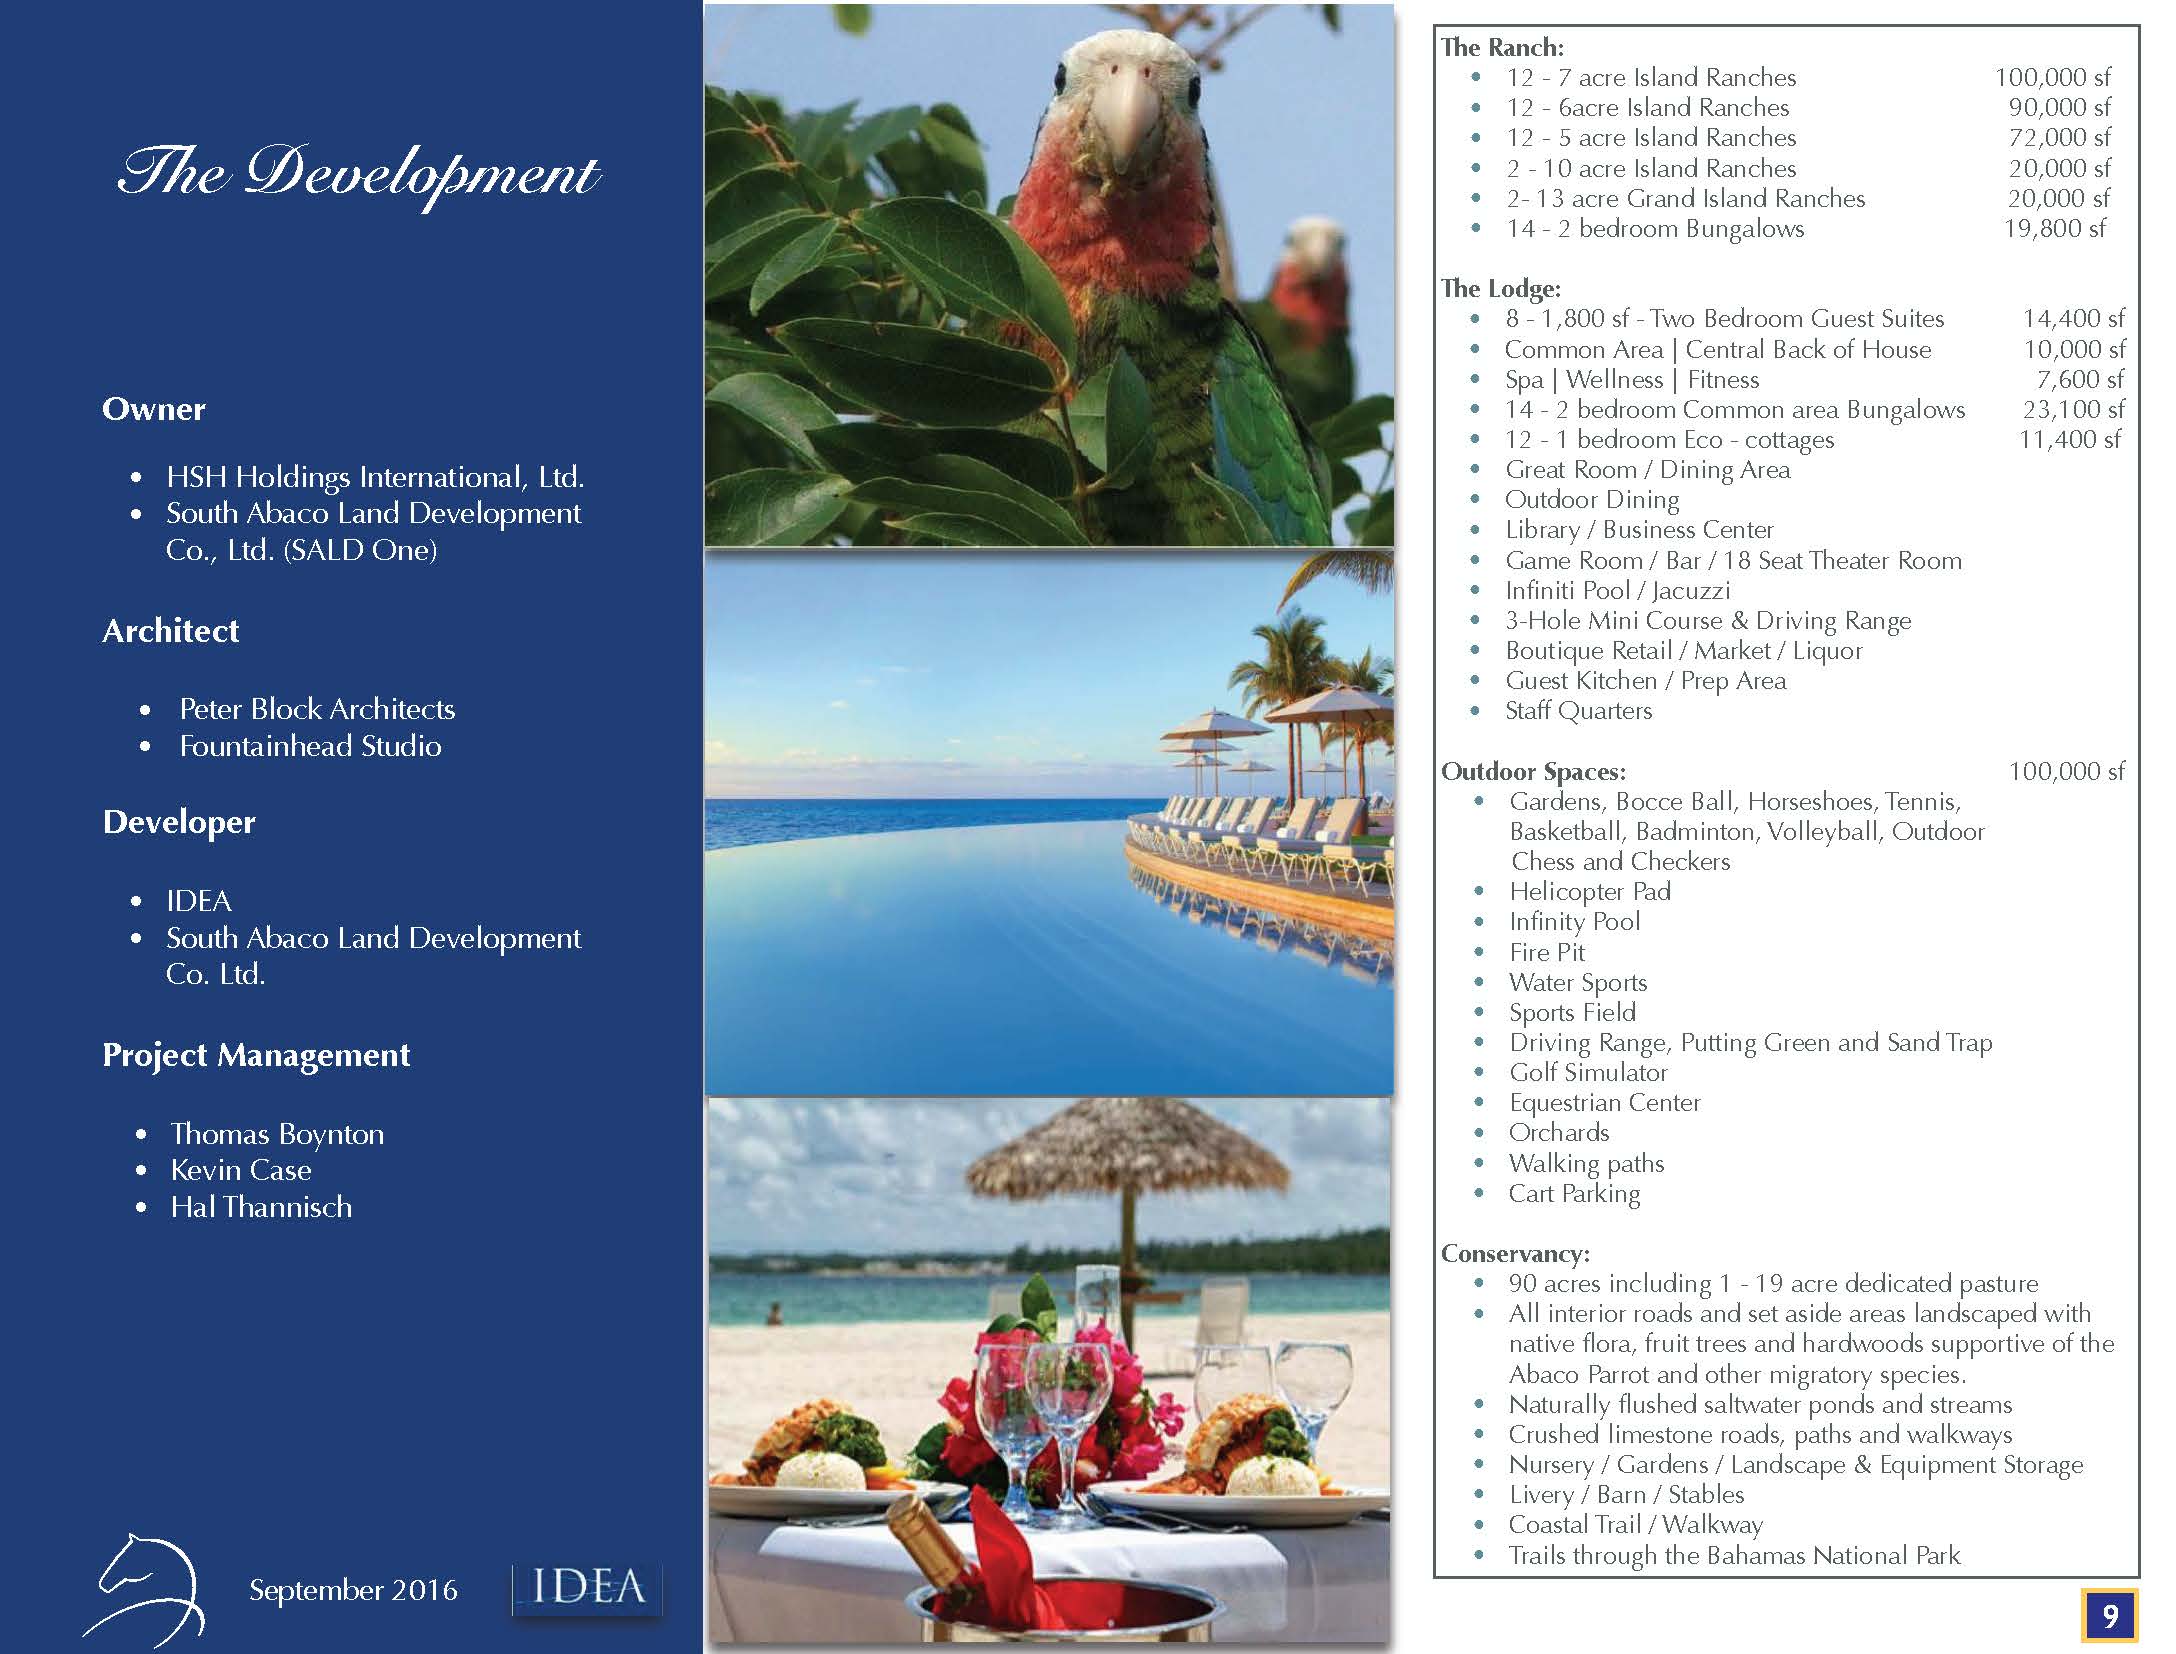 The Development
Owner
• HSH Holdings International, Ltd.
• South Abaco Land Development
Co., Ltd. (SALD One)
Architect
• Peter Block Architects
• Fountainhead Studio
Developer
• IDEA
• South Abaco Land Development
Co. Ltd.
Project Management
• Thomas Boynton
• Kevin Case
• Hal Thannisch
September 2016
IDEA
The Ranch:
• 12 - 7 acre Island Ranches 100,000 sf
• 12 - 6acre Island Ranches 90,000 sf
• 12 - 5 acre Island Ranches 72,000 sf
• 2 - 10 acre Island Ranches 20,000 sf
• 2- 13 acre Grand Island Ranches 20,000 sf
• 14 - 2 bedroom Bungalows 19,800 sf
The Lodge:
• 8 - 1,800 sf - Two Bedroom Guest Suites 14,400 sf
• Common Area | Central Back of House 10,000 sf
• Spa | Wellness | Fitness 7,600 sf
• 14 - 2 bedroom Common area Bungalows 23,100 sf
• 12 - 1 bedroom Eco - cottages 11,400 sf
• Great Room / Dining Area
• Outdoor Dining
• Library / Business Center
• Game Room / Bar / 18 Seat Theater Room
• Infiniti Pool / Jacuzzi
• 3-Hole Mini Course & Driving Range
• Boutique Retail / Market / Liquor
• Guest Kitchen / Prep Area
• Staff Quarters
Outdoor Spaces: 100,000 sf
• Gardens, Bocce Ball, Horseshoes, Tennis,
Basketball, Badminton, Volleyball, Outdoor
Chess and Checkers
• Helicopter Pad
• Infinity Pool
• Fire Pit
• Water Sports
• Sports Field
• Driving Range, Putting Green and Sand Trap
• Golf Simulator
• Equestrian Center
• Orchards
• Walking paths
• Cart Parking
Conservancy:
• 90 acres including 1 - 19 acre dedicated pasture
• All interior roads and set aside areas landscaped with
native flora, fruit trees and hardwoods supportive of the
Abaco Parrot and other migratory species.
• Naturally flushed saltwater ponds and streams
• Crushed limestone roads, paths and walkways
• Nursery / Gardens / Landscape & Equipment Storage
• Livery / Barn / Stables
• Coastal Trail / Walkway
• Trails through the Bahamas National Park
9